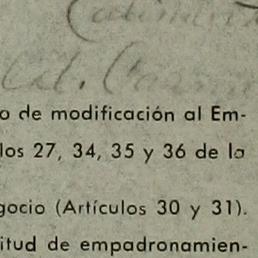 o de modificación al Em-
los 27, 34, 35 y 36 de la
gocio (Artículos 30 y 31).
itud de empadronamien-